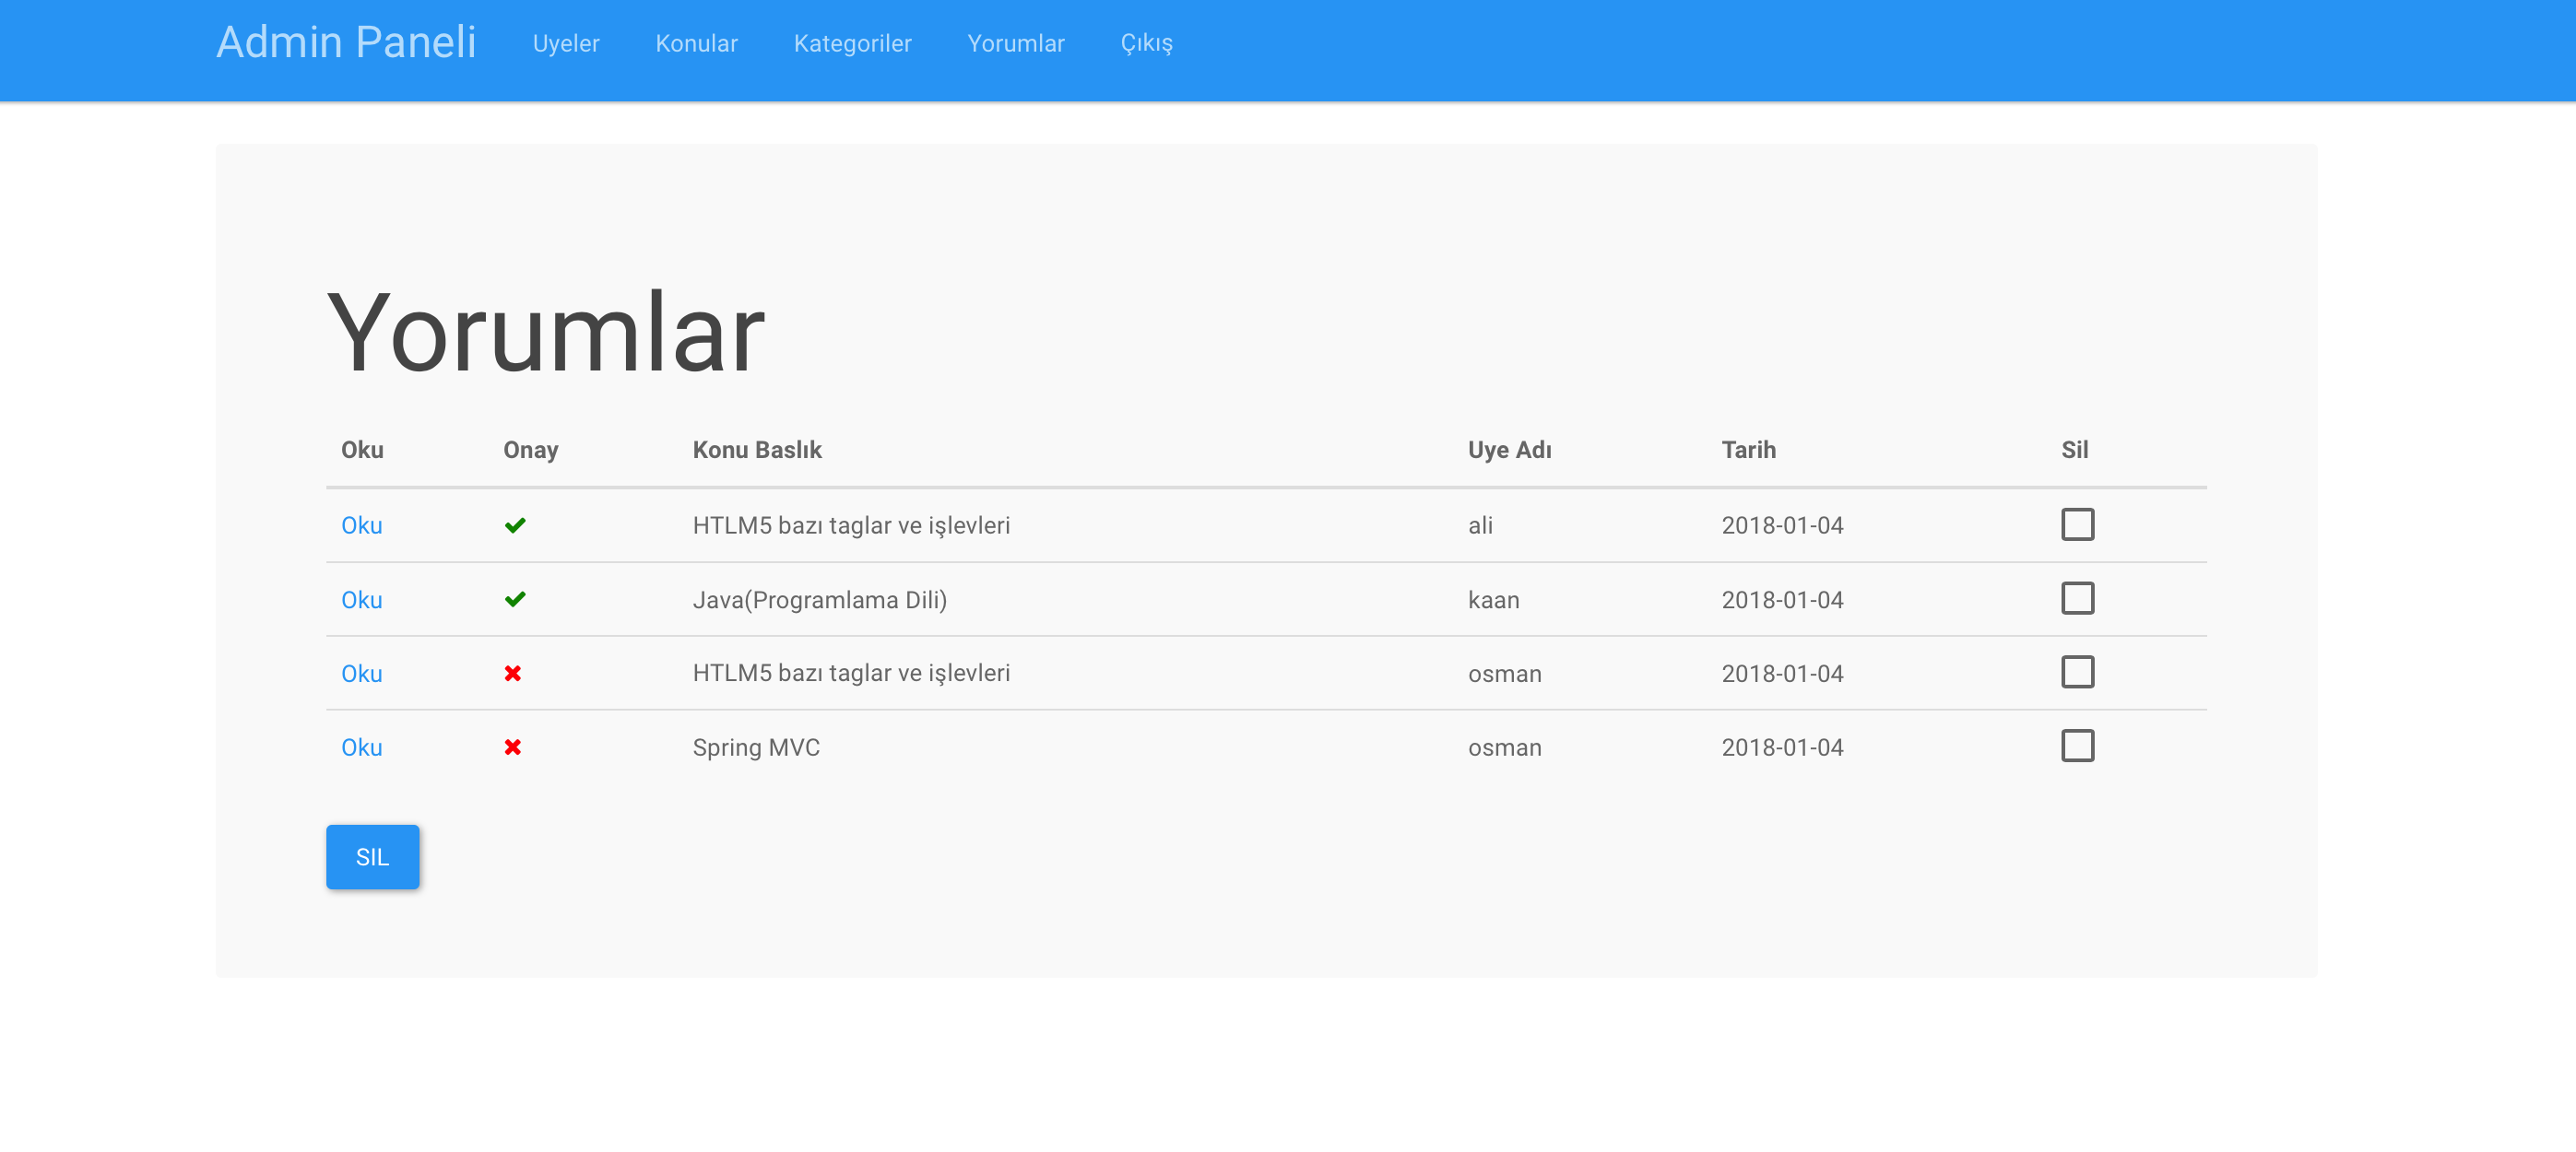 Admin Paneli Uyeler Konular Kategoriler Yorumlar Çıkış
Yorumlar
Oku Onay Konu Baslık Uye Adı Tarih Sil
Oku HTLM5 bazı taglar ve işlevleri ali 2018-01-04
Oku Java(Programlama Dili) kaan 2018-01-04
Oku HTLM5 bazı taglar ve işlevleri osman 2018-01-04
Oku Spring MVC osman 2018-01-04
SIL